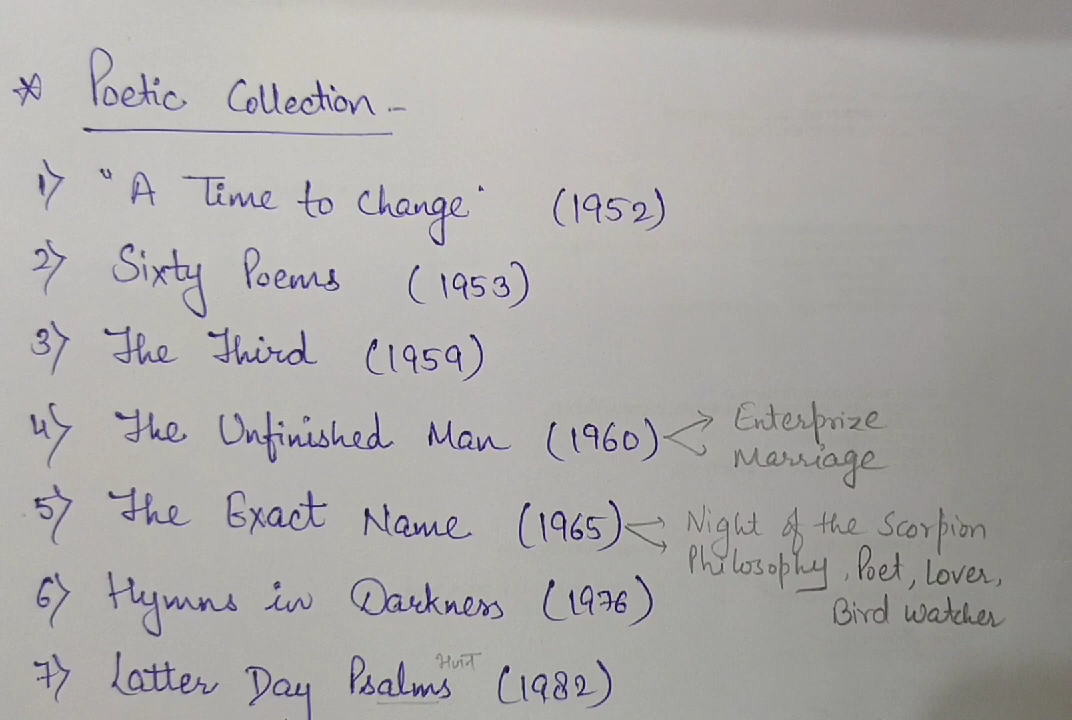 * Poetic Collection -
1) "A Time to change" (1952)
2) Sixty Poems (1953)
3) The Third (1959)
4) The Unfinished Man (1960) Enterprize
Marriage
5) The Exact Name (1965) Night of the Scorpion
Philosophy, Poet, Lover,
Bird watcher
6) Hymns in Darkness (1976)
7) Latter Day Psalms (1982)